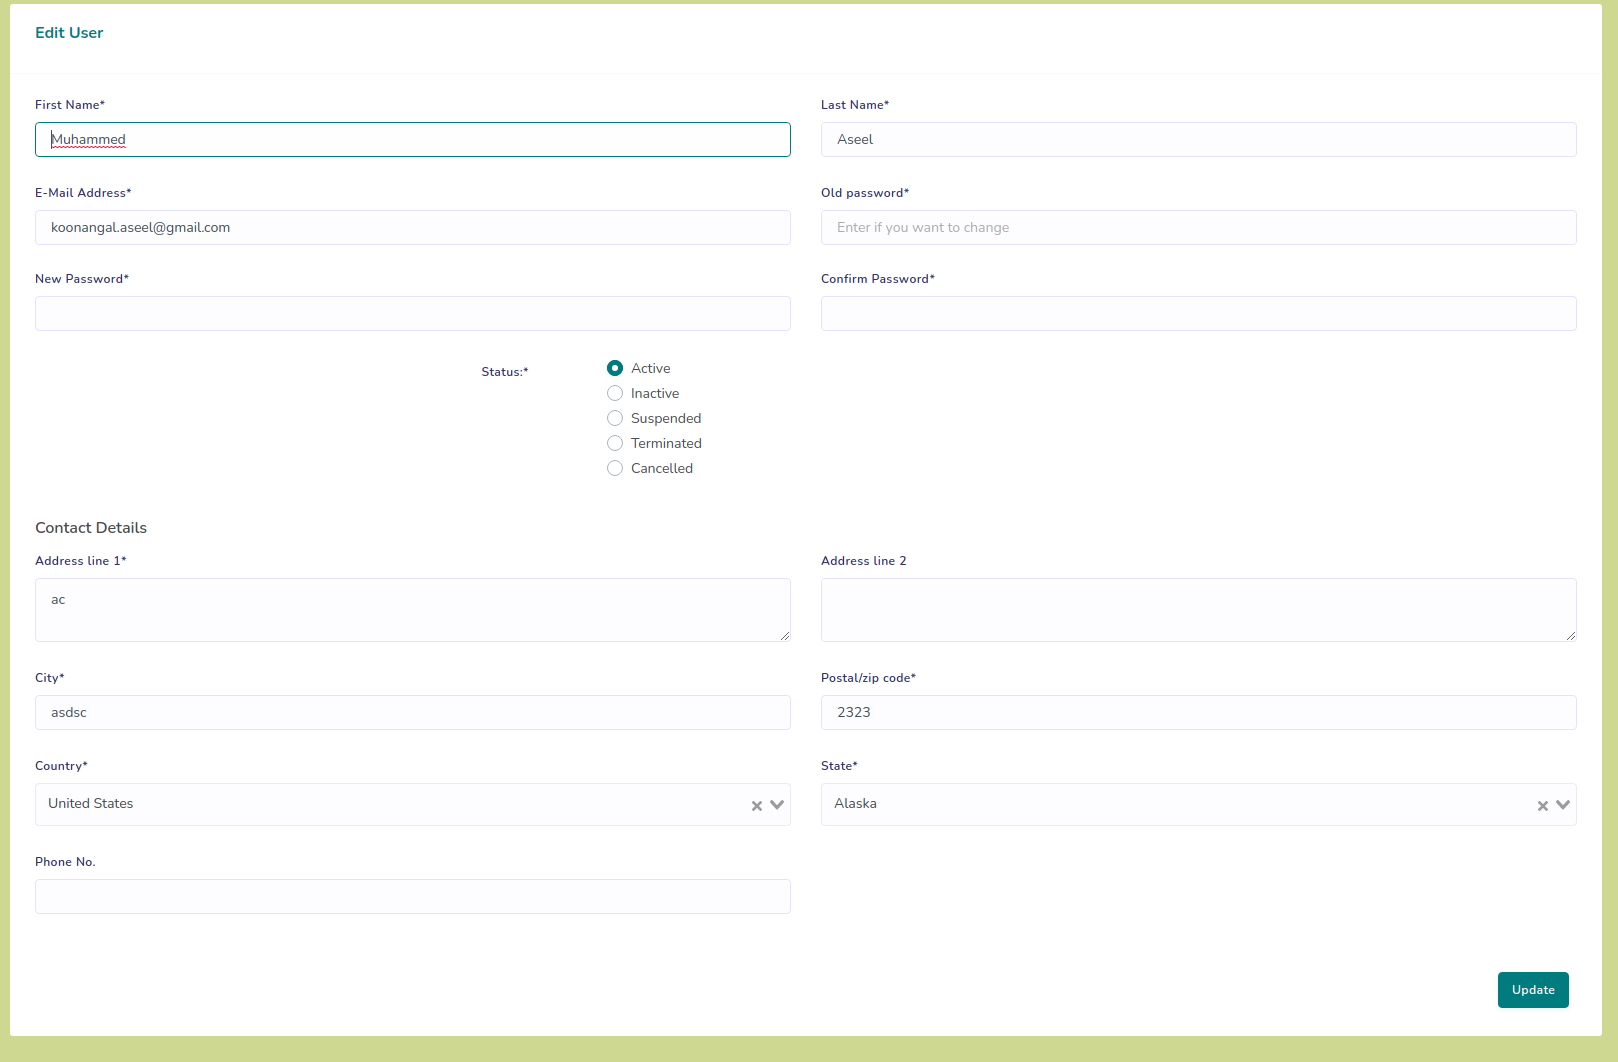 Edit User
First Name* Last Name*
Muhammed Aseel
E-Mail Address* Old password*
koonangal.aseel@gmail.com Enter if you want to change
New Password* Confirm Password*
Status:* Active
Inactive
Suspended
Terminated
Cancelled
Contact Details
Address line 1* Address line 2
ac
City* Postal/zip code*
asdsc 2323
Country* State*
United States Alaska
Phone No.
Update